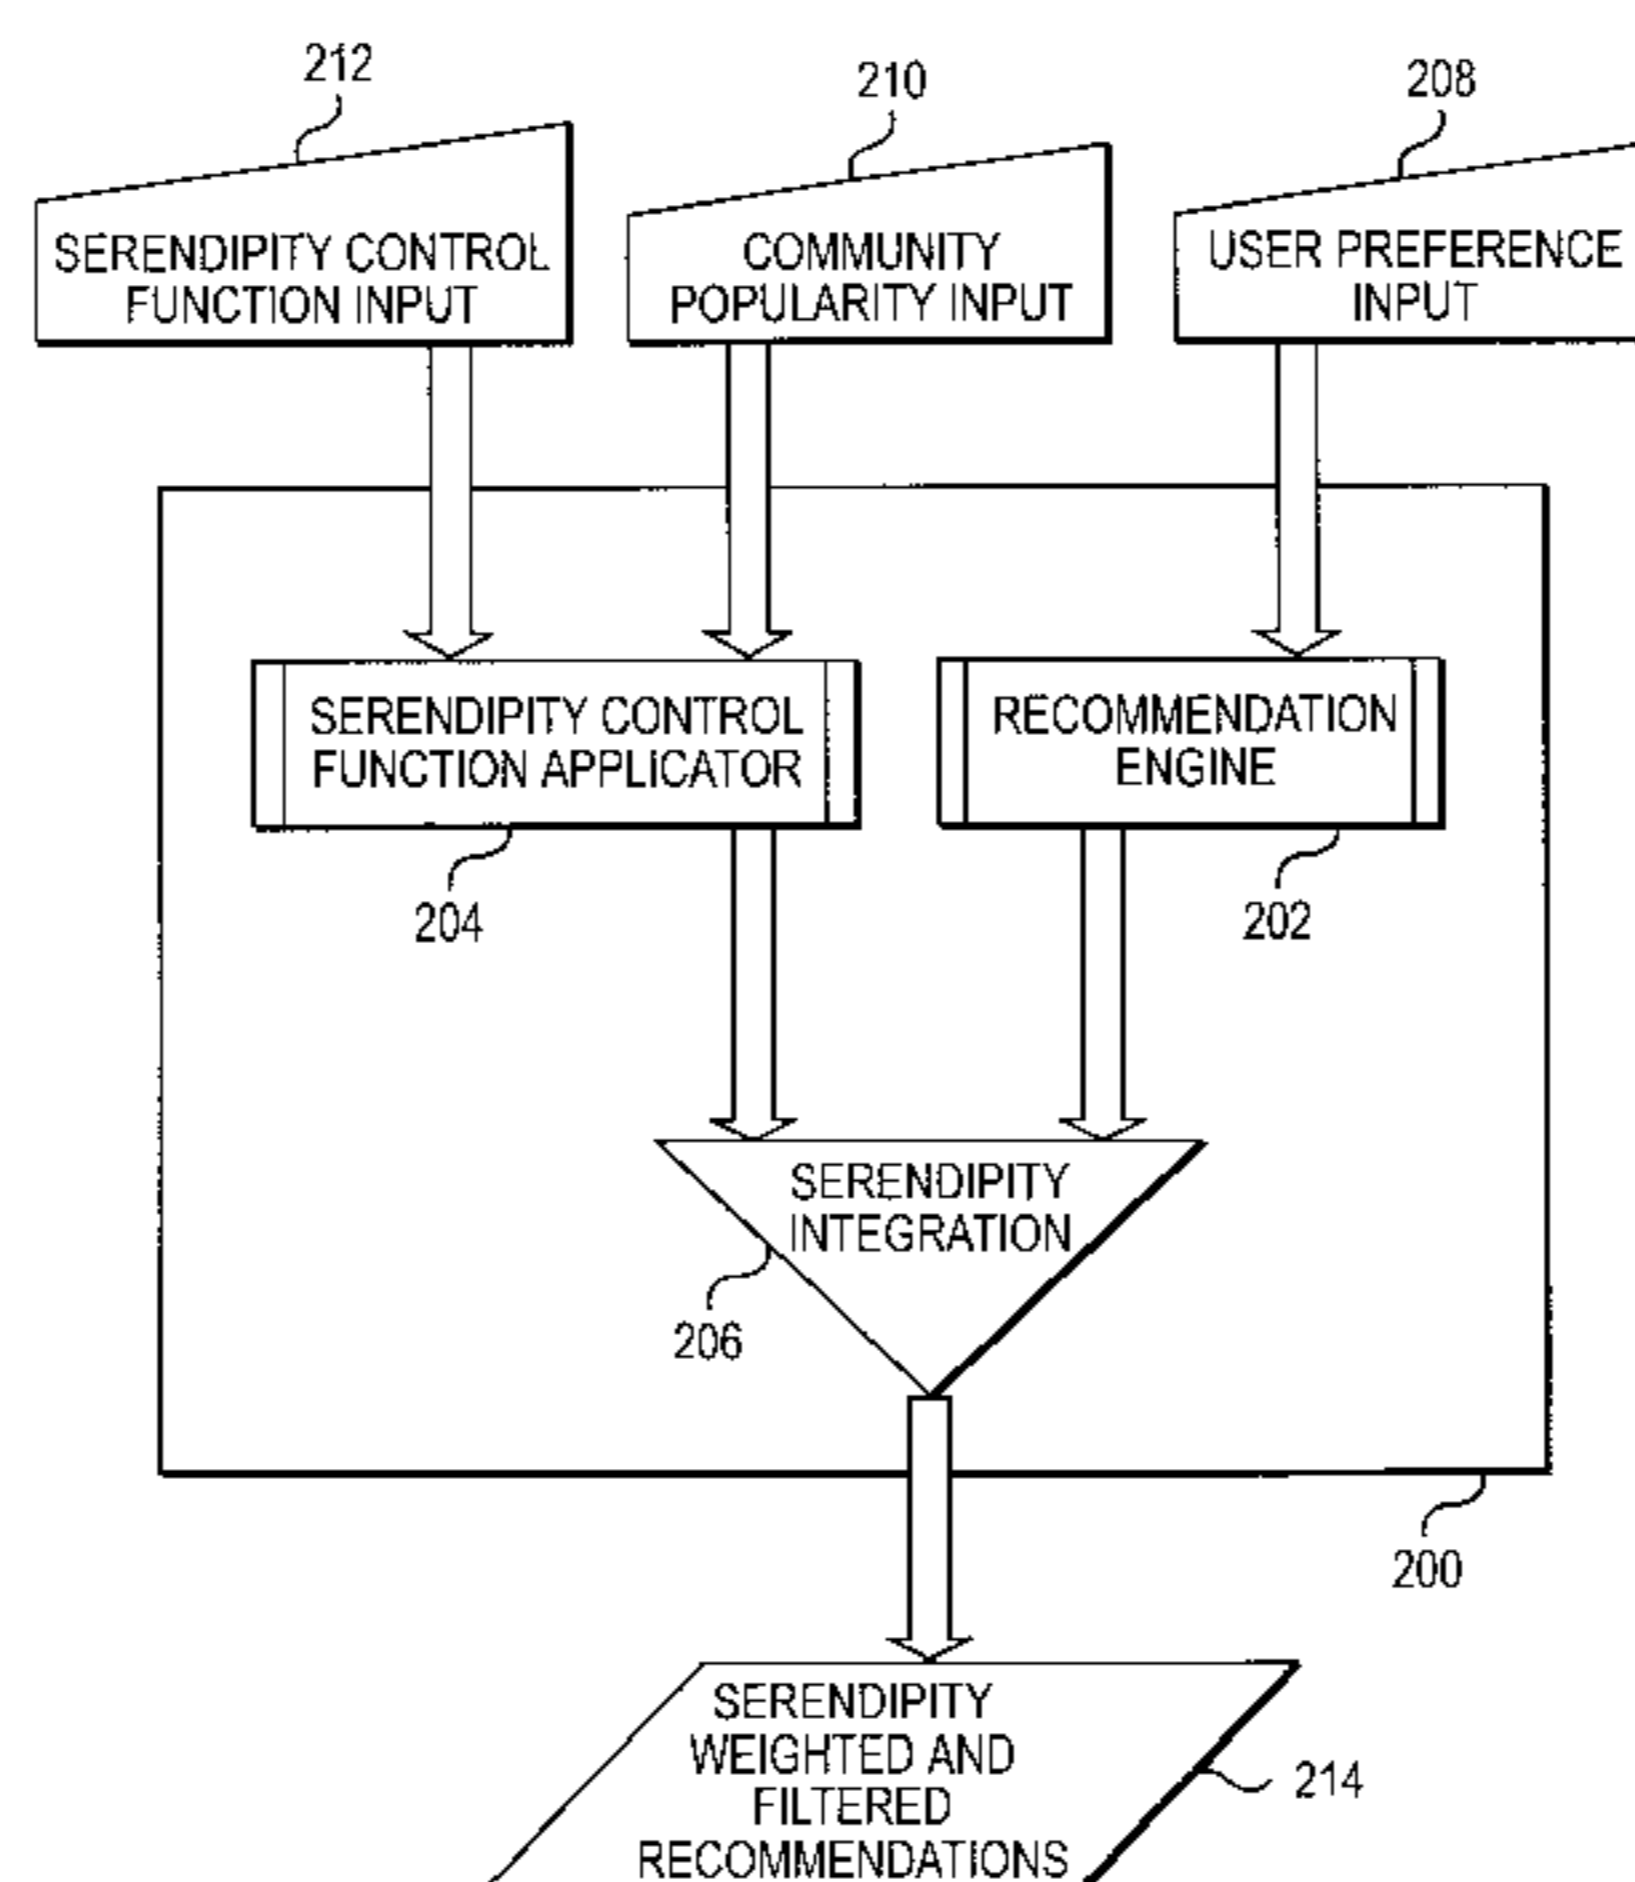 212
210
208
SERENDIPITY CONTROL
FUNCTION INPUT
COMMUNITY
POPULARITY INPUT
USER PREFERENCE
INPUT
SERENDIPITY CONTROL
FUNCTION APPLICATOR
RECOMMENDATION
ENGINE
204
202
SERENDIPITY
INTEGRATION
206
200
SERENDIPITY
WEIGHTED AND
FILTERED
RECOMMENDATIONS
214